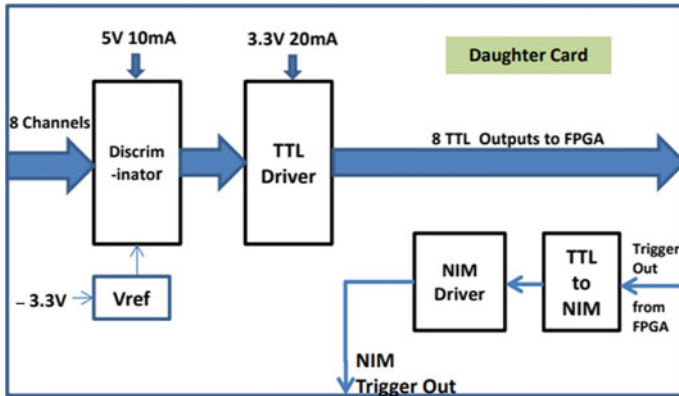 5V 10mA
3.3V 20mA
Daughter Card
8 Channels
Discrim
-inator
TTL
Driver
8 TTL Outputs to FPGA
– 3.3V
Vref
NIM
Driver
TTL
to
NIM
Trigger
Out
from
FPGA
NIM
Trigger Out